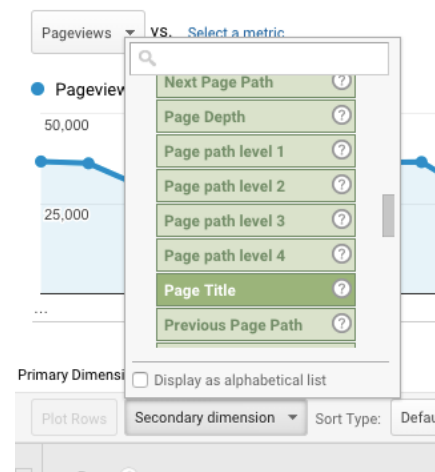 Pageviews VS. Select a metric
Next Page Path
Pageview
50,000
Page Depth
Page path level 1
Page path level 2
25,000
Page path level 3
Page path level 4
Page Title
...
Previous Page Path
Primary Dimensi
Display as alphabetical list
Plot Rows Secondary dimension Sort Type: Defau